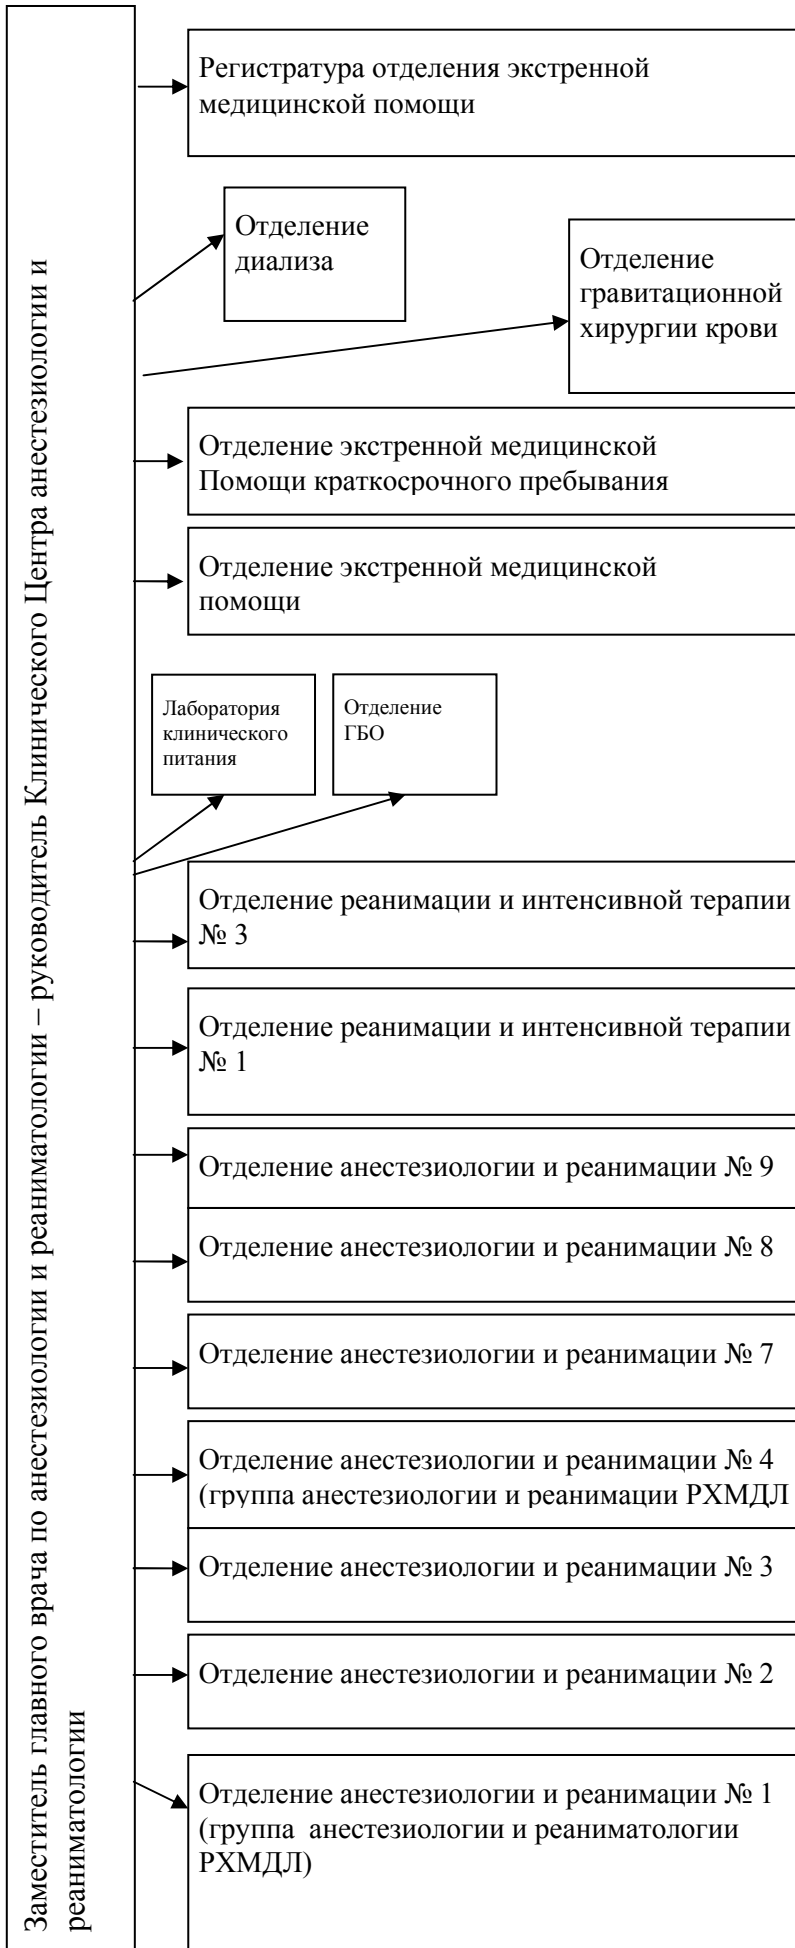 Заместитель главного врача по анестезиологии и реаниматологии – руководитель Клинического Центра анестезиологии и
реаниматологии
Регистратура отделения экстренной
медицинской помощи
Отделение
диализа
Отделение
гравитационной
хирургии крови
Отделение экстренной медицинской
Помощи краткосрочного пребывания
Отделение экстренной медицинской
помощи
Лаборатория
клинического
питания
Отделение
ГБО
Отделение реанимации и интенсивной терапии
№ 3
Отделение реанимации и интенсивной терапии
№ 1
Отделение анестезиологии и реанимации № 9
Отделение анестезиологии и реанимации № 8
Отделение анестезиологии и реанимации № 7
Отделение анестезиологии и реанимации № 4
(группа анестезиологии и реанимации РХМДЛ
Отделение анестезиологии и реанимации № 3
Отделение анестезиологии и реанимации № 2
Отделение анестезиологии и реанимации № 1
(группа анестезиологии и реаниматологии
РХМДЛ)